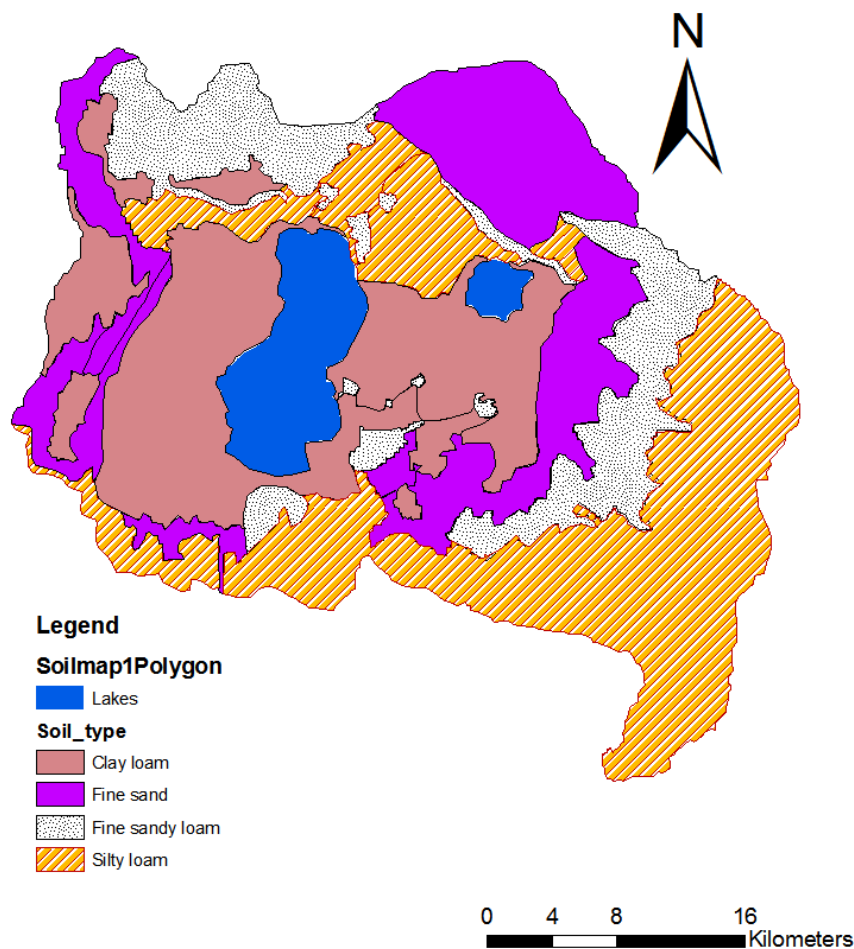 N
Legend
Soilmap1Polygon
Lakes
Soil_type
Clay loam
Fine sand
Fine sandy loam
Silty loam
0 4 8 16
Kilometers